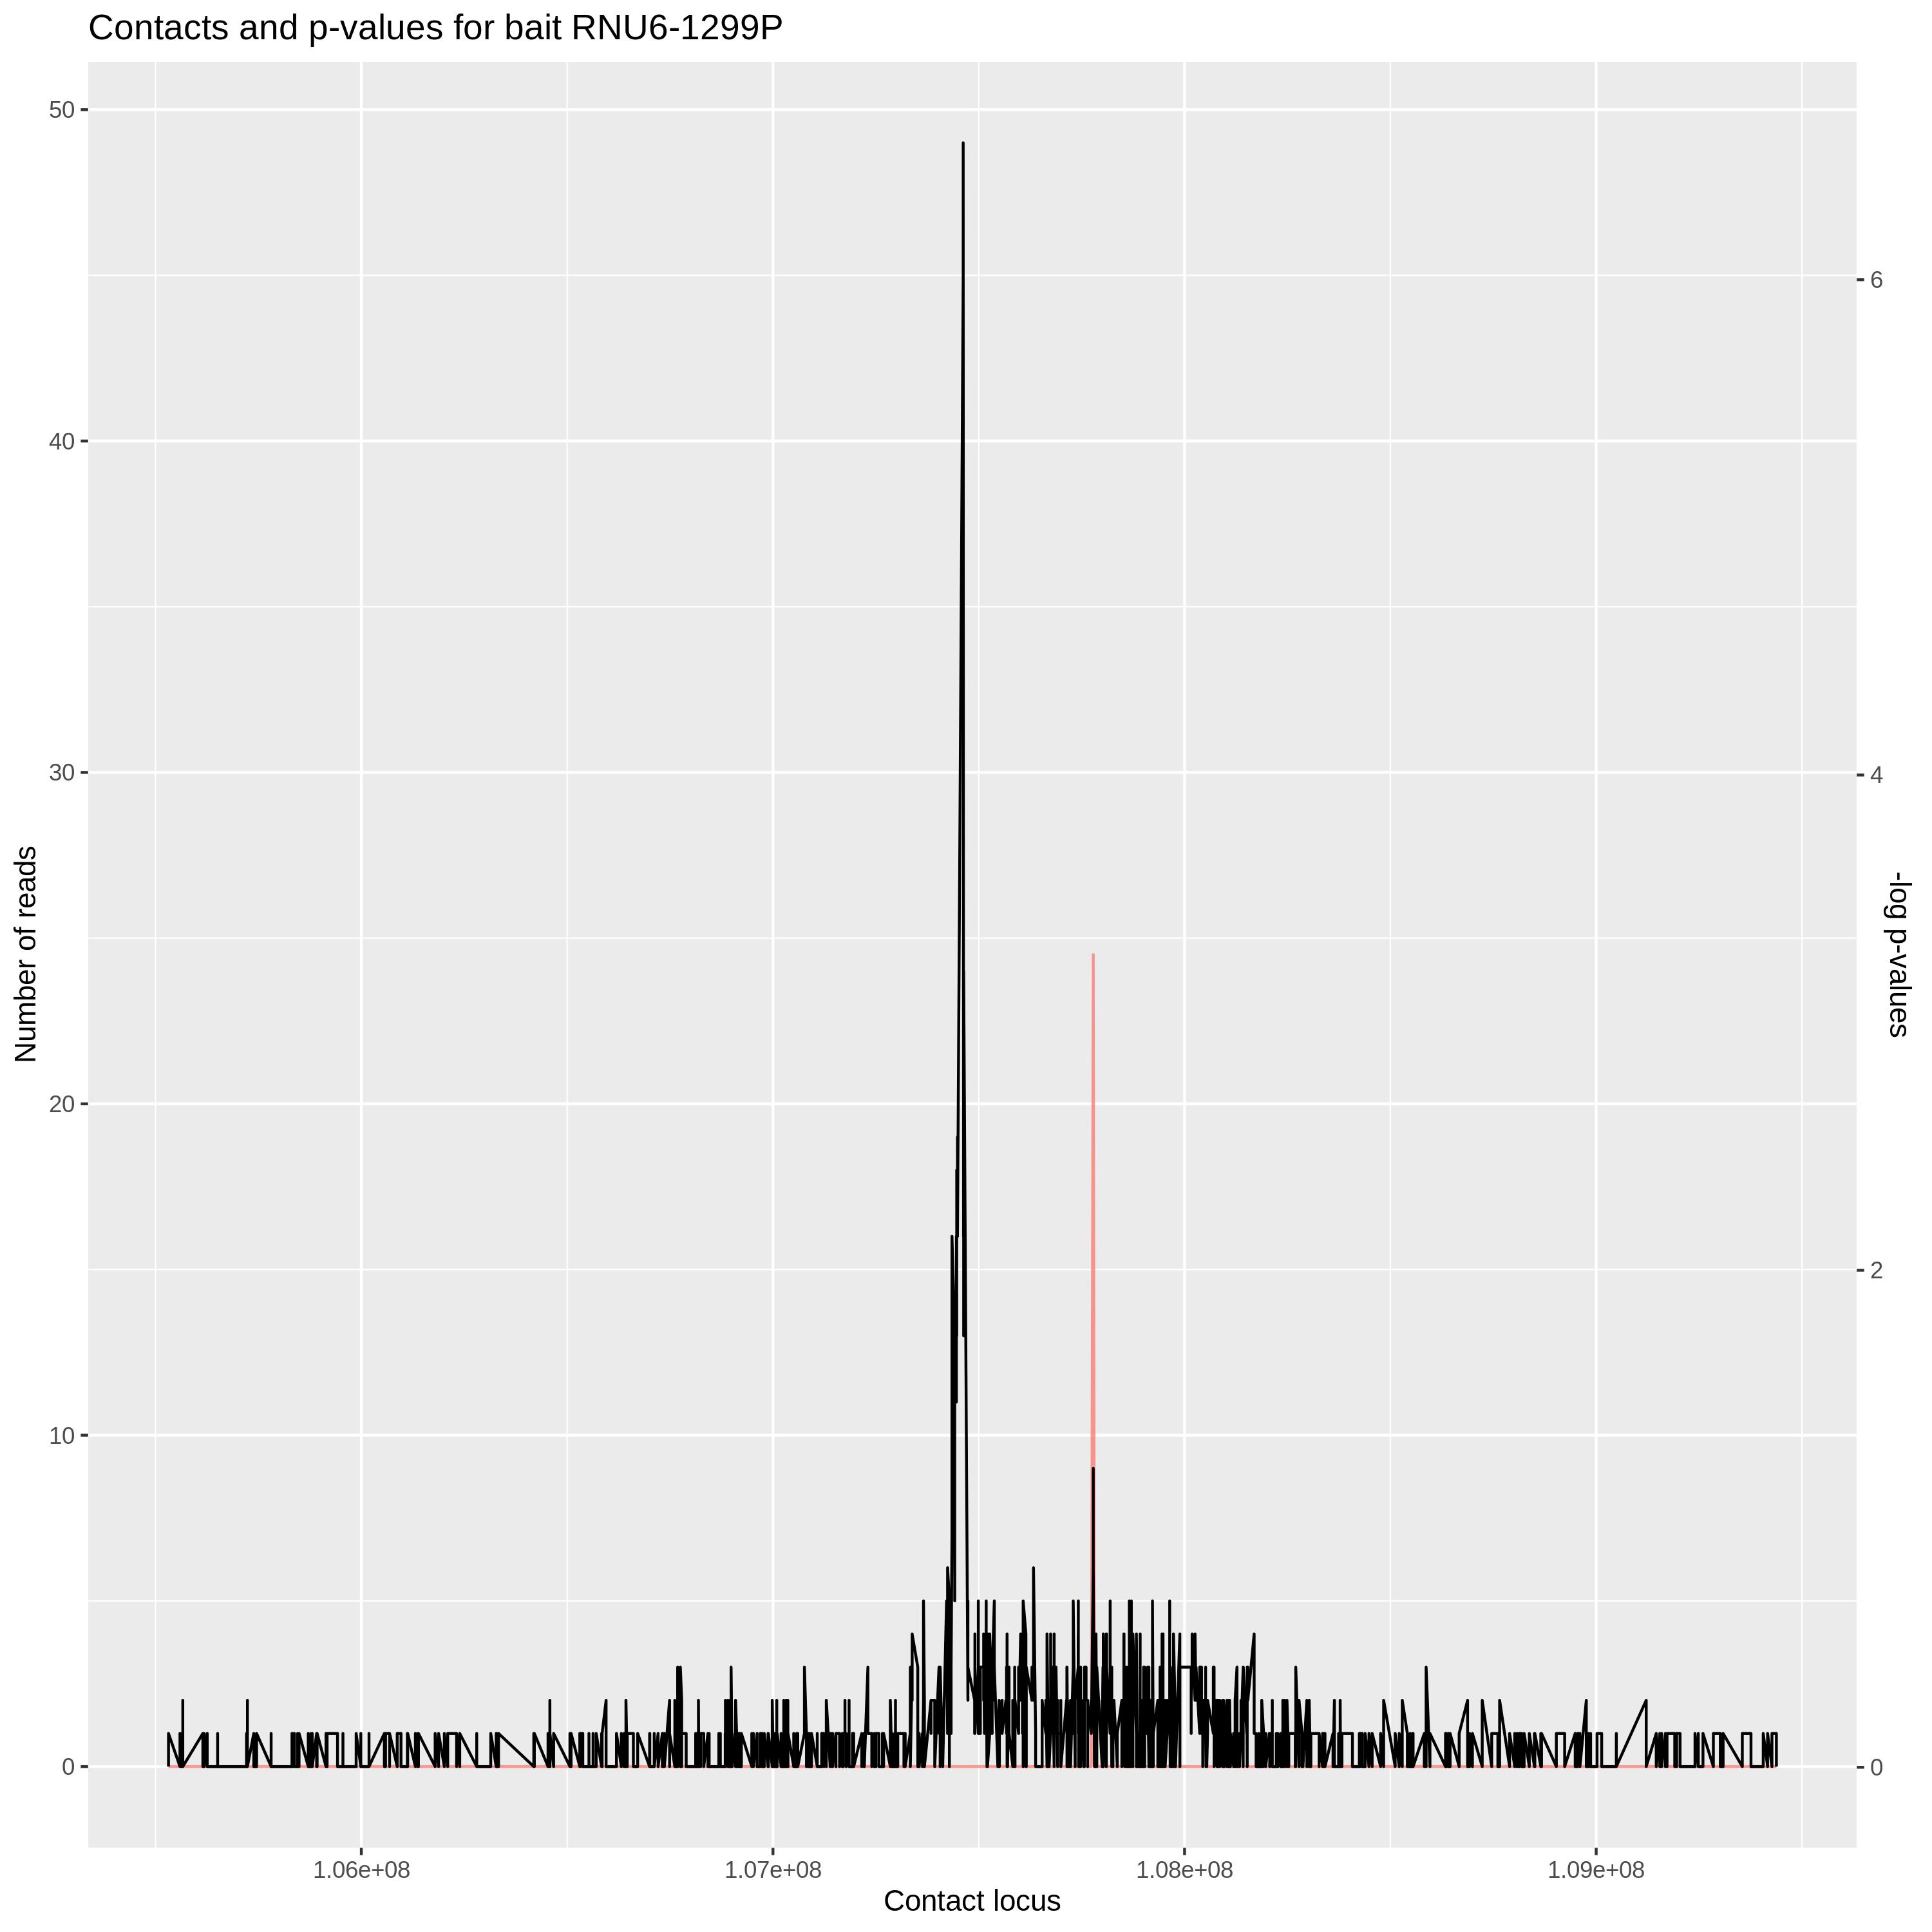 Contacts and p-values for bait RNU6-1299P
50
40
30
20
10
0
Number of reads
6
4
2
0
-log p-values
1.06e+08
1.07e+08
1.08e+08
1.09e+08
Contact locus